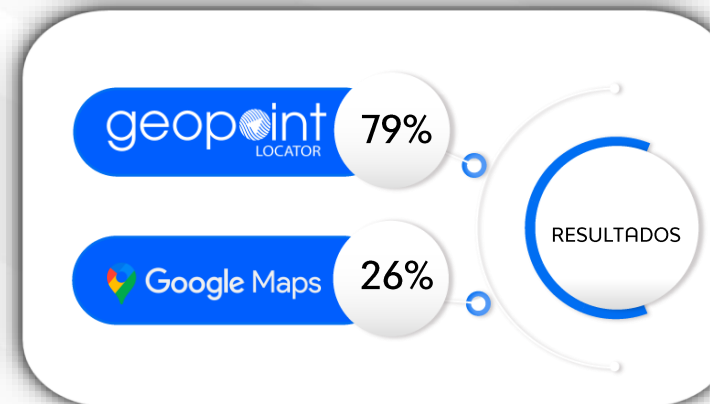 geopoint
LOCATOR
79%
Google Maps
26%
RESULTADOS